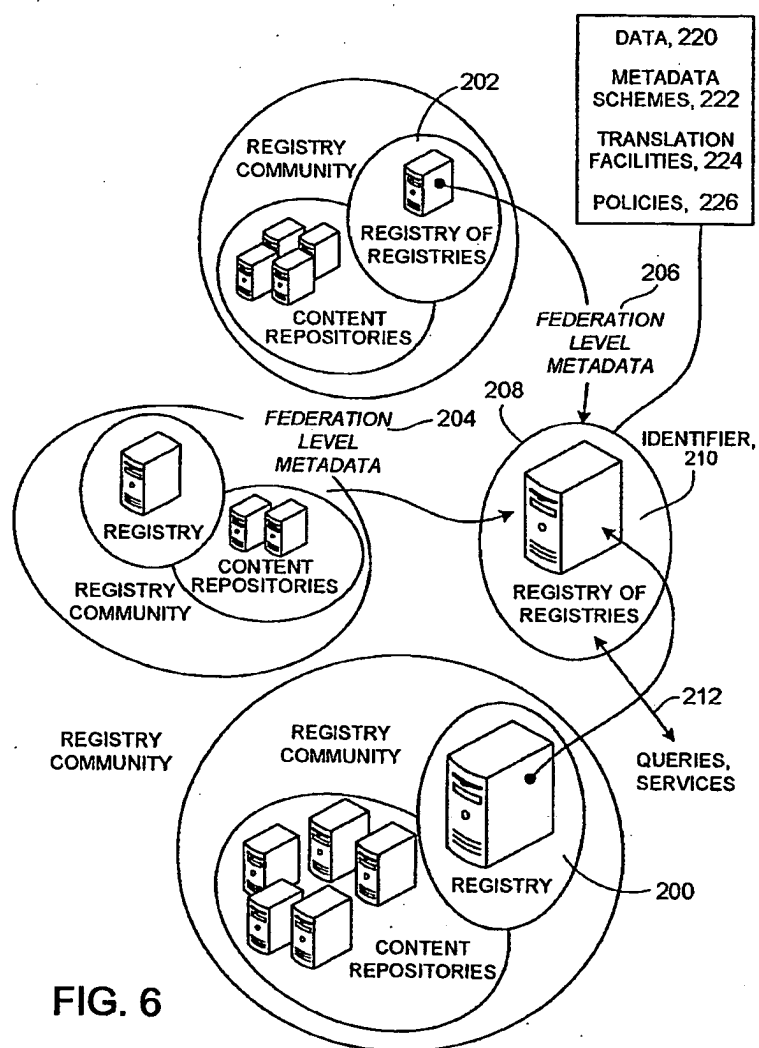 DATA, 220
METADATA
SCHEMES, 222
TRANSLATION
FACILITIES, 224
POLICIES, 226
202
REGISTRY
COMMUNITY
REGISTRY OF
REGISTRIES
CONTENT
REPOSITORIES
206
FEDERATION
LEVEL
METADATA
208
IDENTIFIER,
210
REGISTRY OF
REGISTRIES
FEDERATION
LEVEL
METADATA
204
REGISTRY
CONTENT
REPOSITORIES
REGISTRY
COMMUNITY
212
QUERIES,
SERVICES
REGISTRY
COMMUNITY
REGISTRY
COMMUNITY
REGISTRY
200
CONTENT
REPOSITORIES
FIG. 6